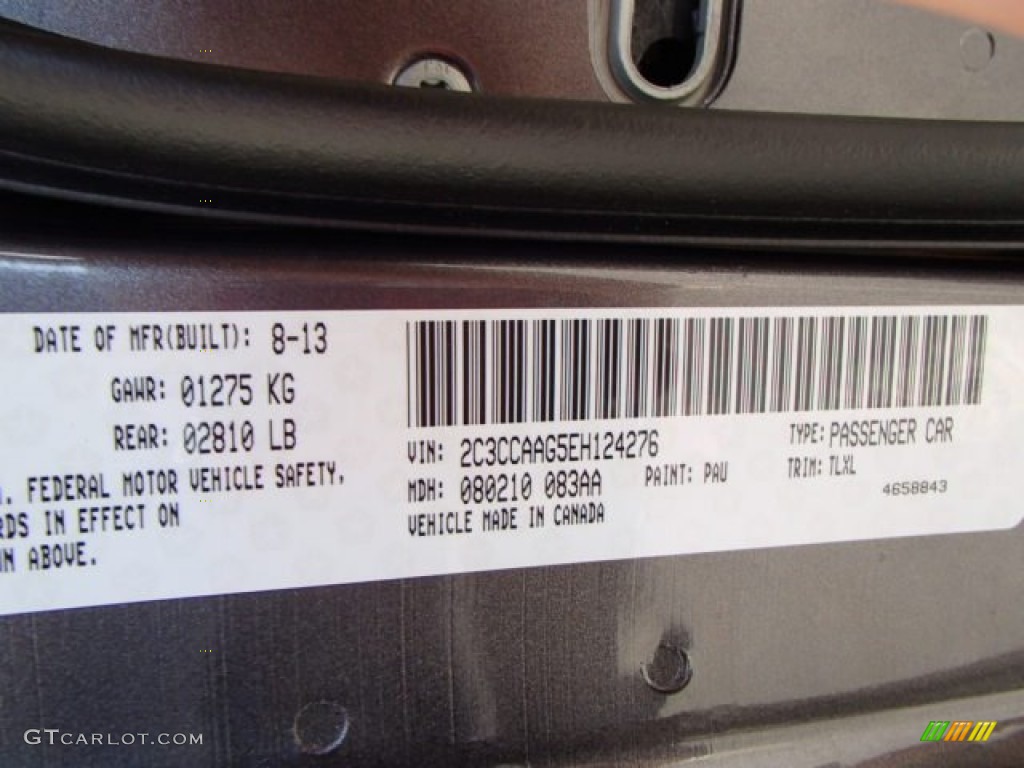 DATE OF MFR(BUILT): 8-13
GAWR: 01275 KG
REAR: 02810 LB
FEDERAL MOTOR VEHICLE SAFETY,
IN EFFECT ON
ABOVE.
VIN: 2C3CCAAG5EH124276
TYPE: PASSENGER CAR
MDH: 080210 083AA
PAINT: PAU
TRIM: TLXL
VEHICLE MADE IN CANADA
4658843
GTCARLOT.COM